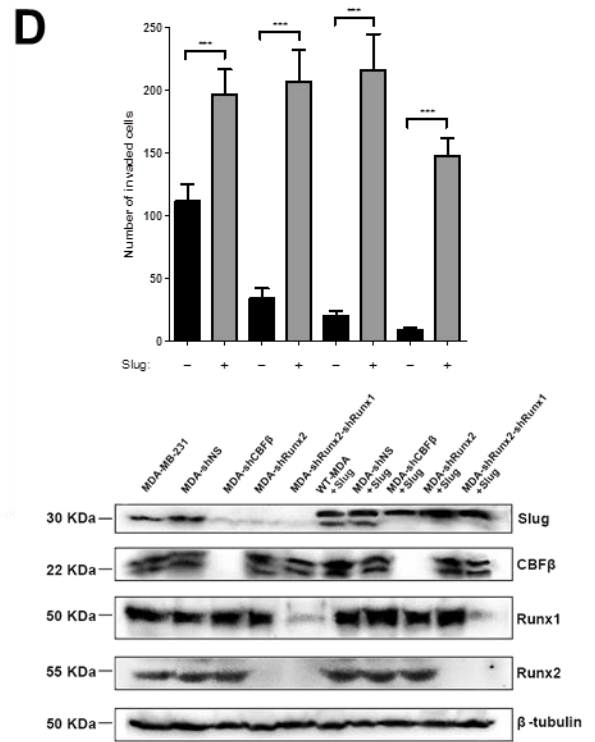 D
250
200
150
100
50
0
Number of invaded cells
*** *** *** ***
Slug: − + − + − + − +
MDA-MB-231
MDA-shNS
MDA-shCBFβ
MDA-shRunx2
MDA-shRunx2-shRunx1
WT-MDA
+Slug
MDA-shNS
+Slug
MDA-shCBFβ
+Slug
MDA-shRunx2
+Slug
MDA-shRunx2-shRunx1
+Slug
30 KDa Slug
22 KDa CBFβ
50 KDa Runx1
55 KDa Runx2
50 KDa β-tubulin